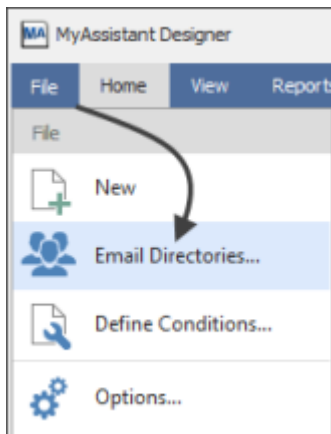 MA MyAssistant Designer
File Home View Reports
File
New
Email Directories...
Define Conditions...
Options...